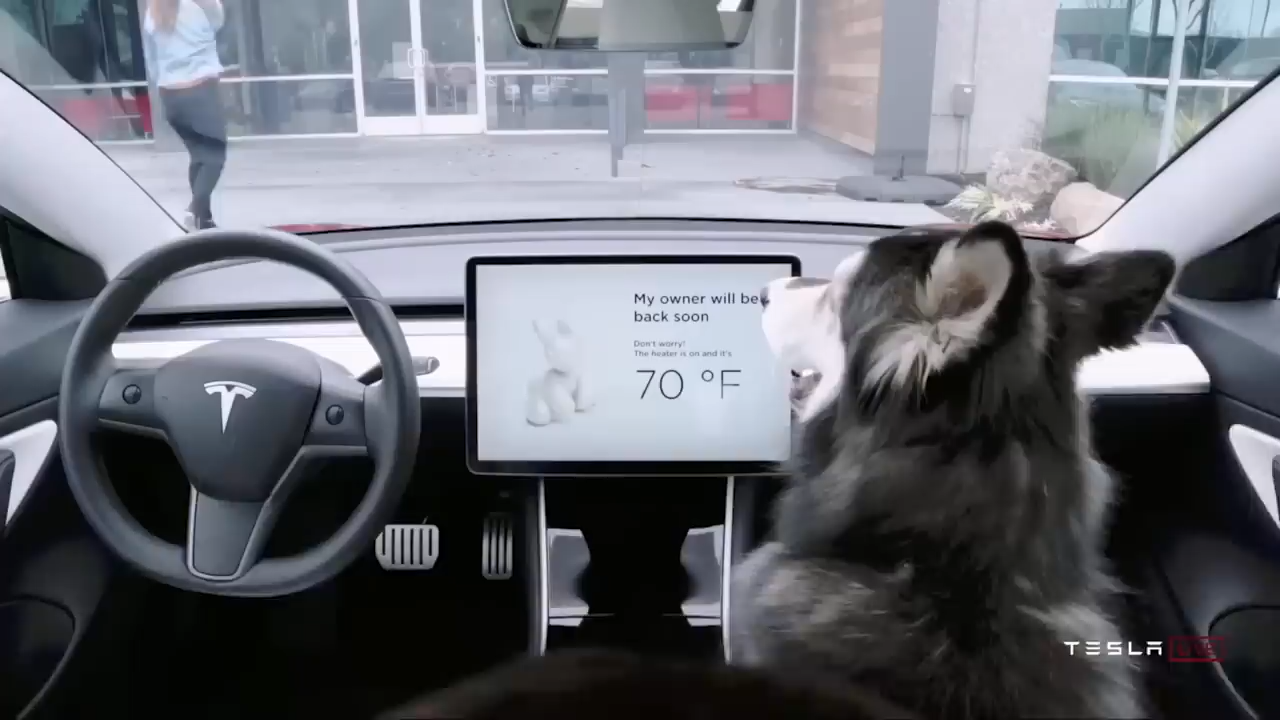 My owner will be
back soon
Don't worry!
The heater is on and it's
70 °F
TESLA